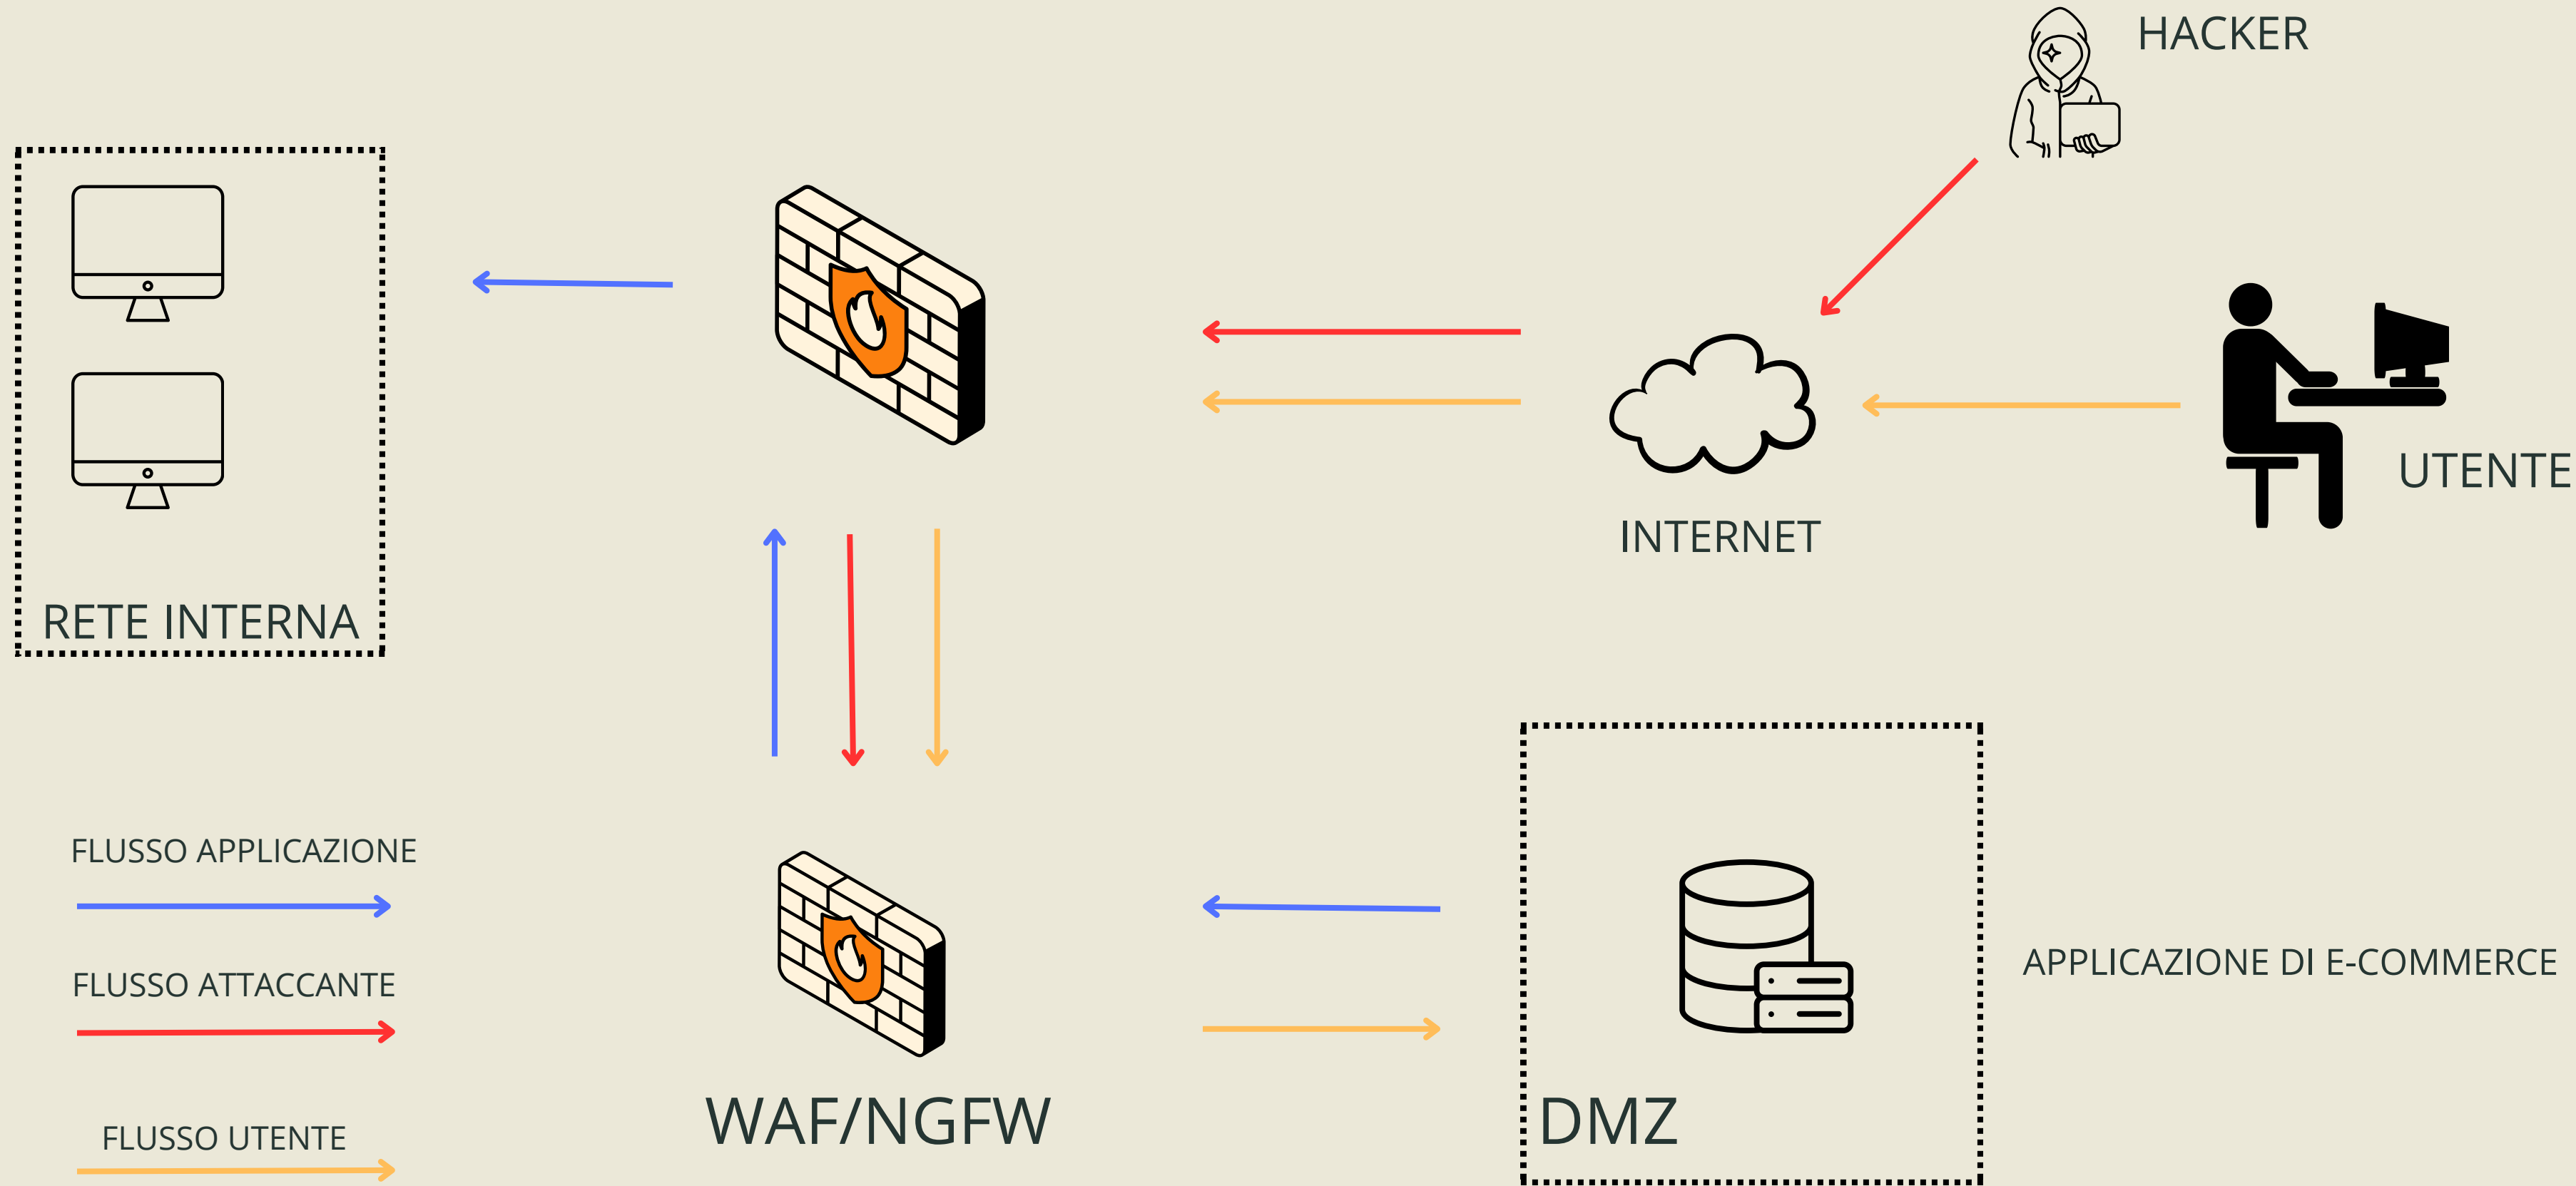 HACKER
UTENTE
INTERNET
RETE INTERNA
FLUSSO APPLICAZIONE
FLUSSO ATTACCANTE
FLUSSO UTENTE
WAF/NGFW
DMZ
APPLICAZIONE DI E-COMMERCE